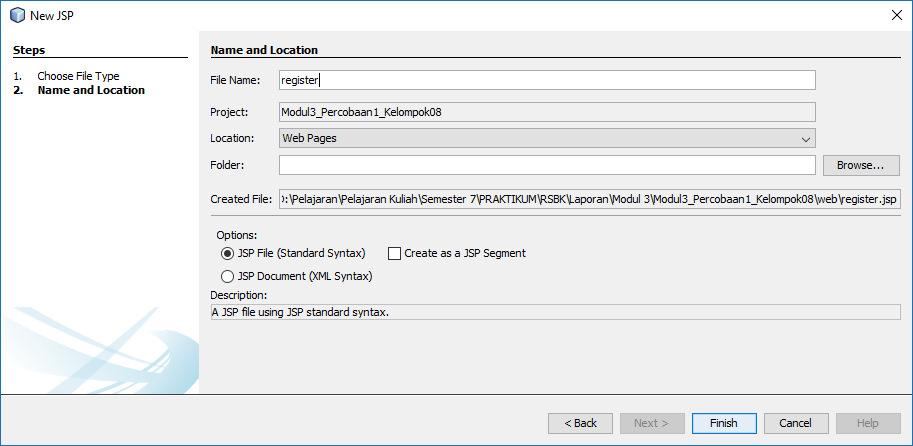 New JSP
Steps
1. Choose File Type
2. Name and Location
Name and Location
File Name: register
Project: Modul3_Percobaan1_Kelompok08
Location: Web Pages
Folder: Browse...
Created File: D:\Pelajaran\Pelajaran Kuliah\Semester 7\PRAKTIKUM\RSBK\Laporan\Modul 3\Modul3_Percobaan1_Kelompok08\web\register.jsp
Options:
JSP File (Standard Syntax) Create as a JSP Segment
JSP Document (XML Syntax)
Description:
A JSP file using JSP standard syntax.
< Back Next > Finish Cancel Help